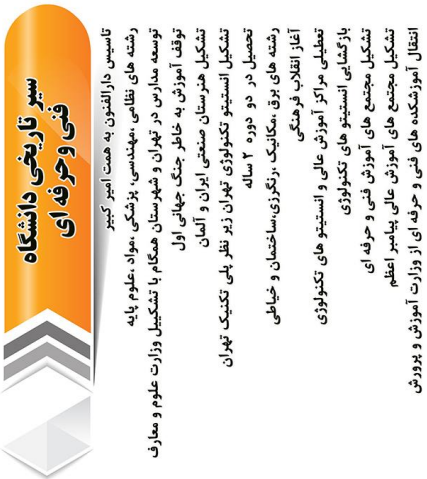 سیر تاریخی دانشگاه
فنی وحرفه ای
تاسیس دارالفنون به همت امیر کبیر
رشته های نظامی ،مهندسی، پزشکی ،مواد ،علوم پایه
توسعه مدارس در تهران و شهرستان همگام با تشکییل وزارت علوم و معارف
توقف آموزش به خاطر جنگ جهانی اول
تشکیل هنرستان صنعتی ایران و آلمان
تشکیل انستیتو تکنولوژی تهران زیر نظر پلی تکنیک تهران
تحصیل در دو دوره ۲ ساله
رشته های برق ،مکانیک ،رنگرزی،ساختمان و خیاطی
آغاز انقلاب فرهنگی
تعطیلی مراکز آموزش عالی و انستیتو های تکنولوژی
بازگشایی انستیتو های تکنولوژی
تشکیل مجتمع های آموزش فنی و حرفه ای
تشکیل مجتمع های آموزش عالی پیامبر اعظم
انتقال آموزشکده های فنی و حرفه ای از وزارت آموزش و پرورش